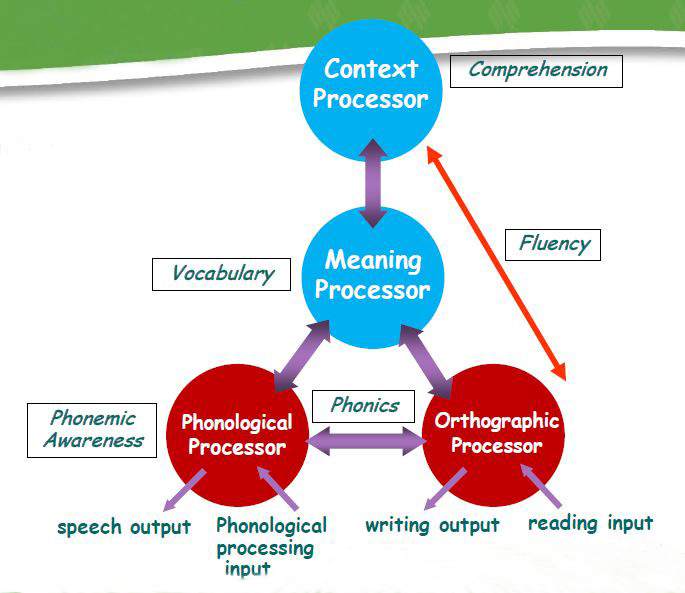 Context
Processor
Comprehension
Fluency
Meaning
Processor
Vocabulary
Phonics
Phonemic
Awareness
Phonological
Processor
Orthographic
Processor
speech output
Phonological
processing
input
writing output
reading input